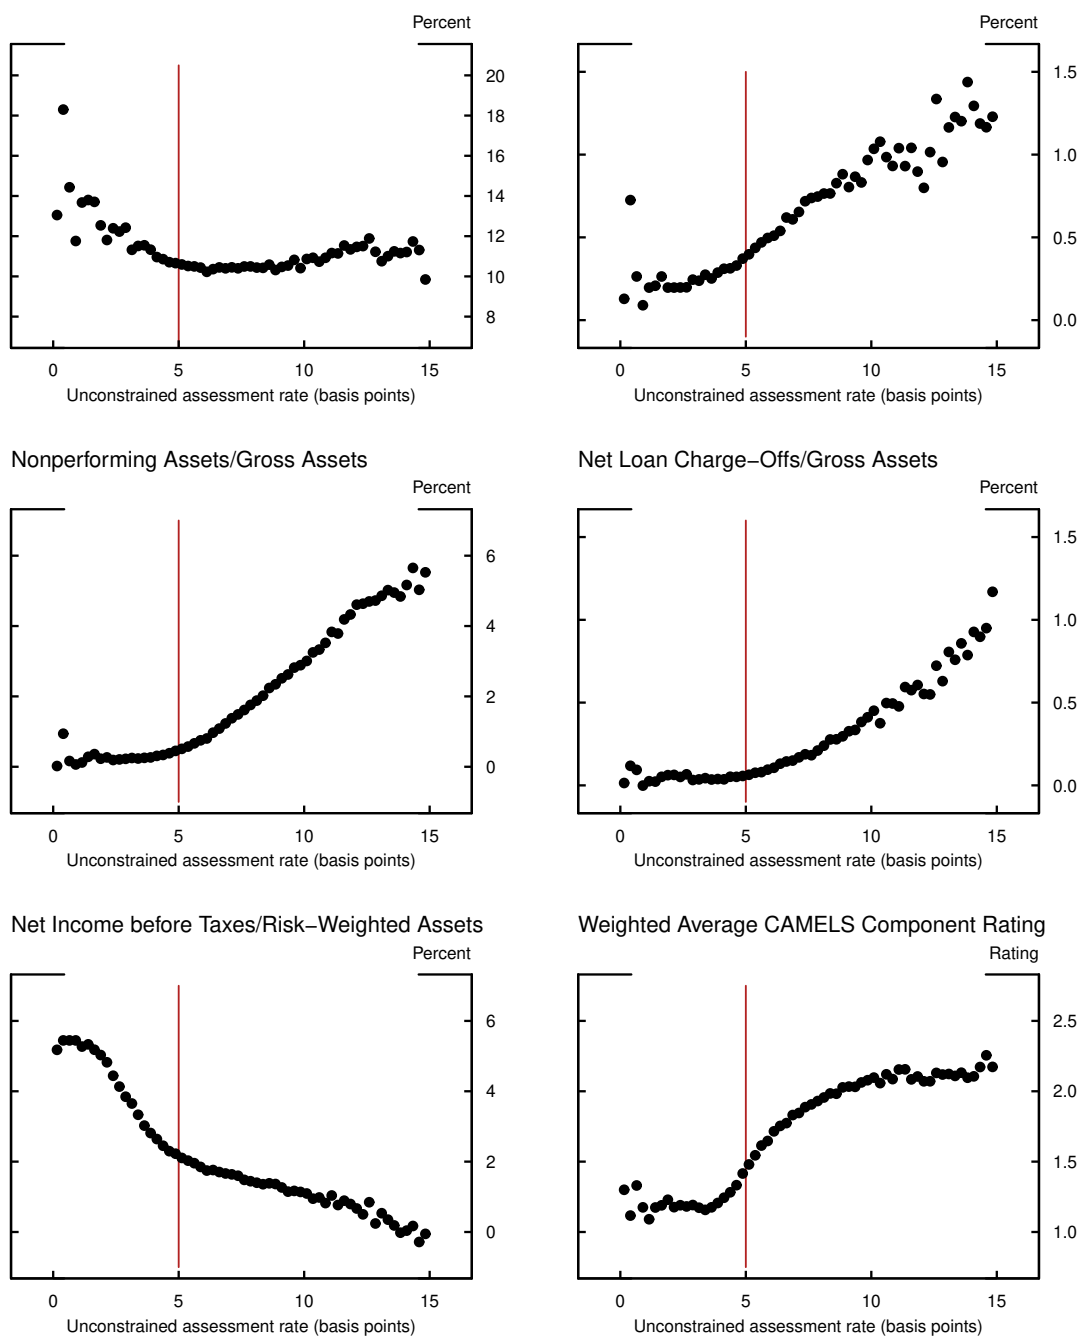 Percent
20
18
16
14
12
10
8
0 5 10 15
Unconstrained assessment rate (basis points)
Percent
1.5
1.0
0.5
0.0
0 5 10 15
Unconstrained assessment rate (basis points)
Nonperforming Assets/Gross Assets
Percent
6
4
2
0
0 5 10 15
Unconstrained assessment rate (basis points)
Net Loan Charge−Offs/Gross Assets
Percent
1.5
1.0
0.5
0.0
0 5 10 15
Unconstrained assessment rate (basis points)
Net Income before Taxes/Risk−Weighted Assets
Percent
6
4
2
0
0 5 10 15
Unconstrained assessment rate (basis points)
Weighted Average CAMELS Component Rating
Rating
2.5
2.0
1.5
1.0
0 5 10 15
Unconstrained assessment rate (basis points)